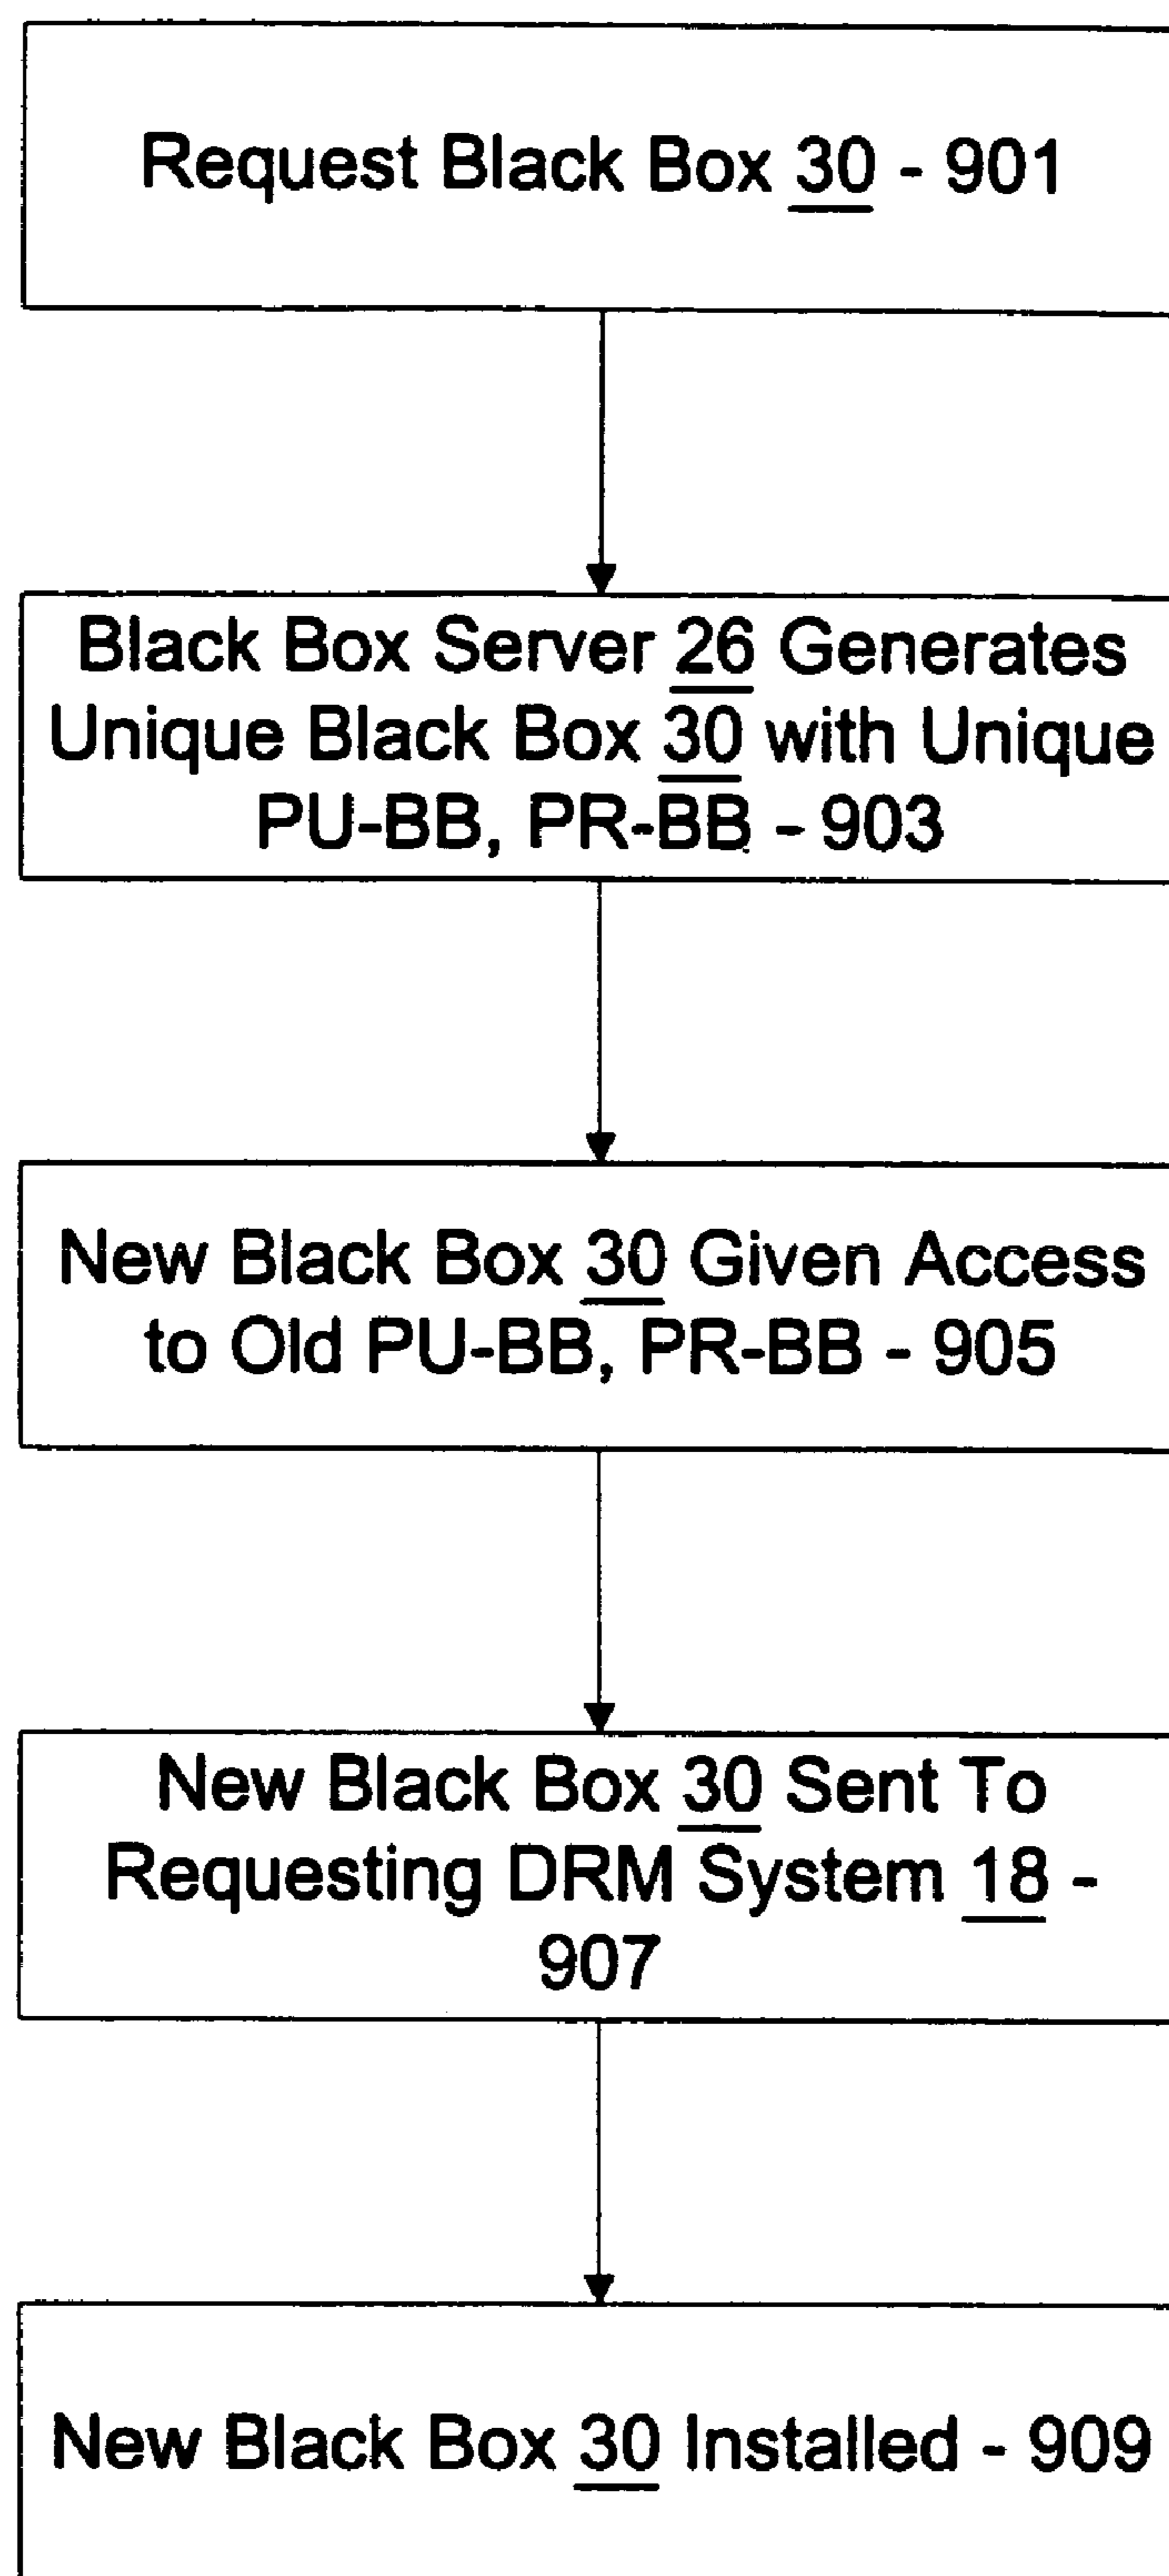 Request Black Box 30 - 901
Black Box Server 26 Generates
Unique Black Box 30 with Unique
PU-BB, PR-BB - 903
New Black Box 30 Given Access
to Old PU-BB, PR-BB - 905
New Black Box 30 Sent To
Requesting DRM System 18 -
907
New Black Box 30 Installed - 909